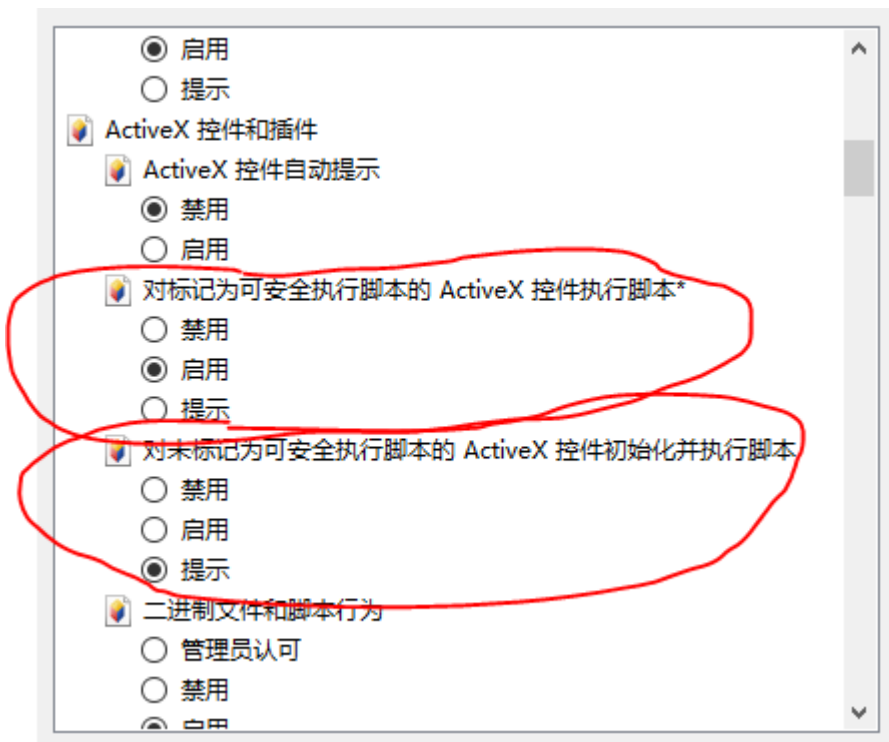 启用
提示
ActiveX 控件和插件
ActiveX 控件自动提示
禁用
启用
对标记为可安全执行脚本的 ActiveX 控件执行脚本*
禁用
启用
提示
对未标记为可安全执行脚本的 ActiveX 控件初始化并执行脚本
禁用
启用
提示
二进制文件和脚本行为
管理员认可
禁用
启用